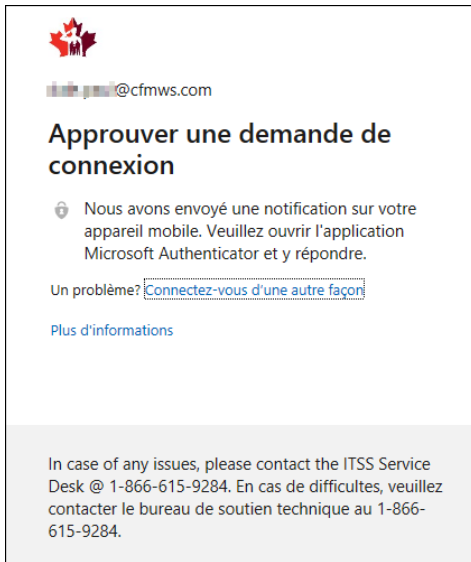 @cfmws.com
Approuver une demande de
connexion
Nous avons envoyé une notification sur votre
appareil mobile. Veuillez ouvrir l'application
Microsoft Authenticator et y répondre.
Un problème? Connectez-vous d'une autre façon
Plus d'informations
In case of any issues, please contact the ITSS Service
Desk @ 1-866-615-9284. En cas de difficultes, veuillez
contacter le bureau de soutien technique au 1-866-
615-9284.